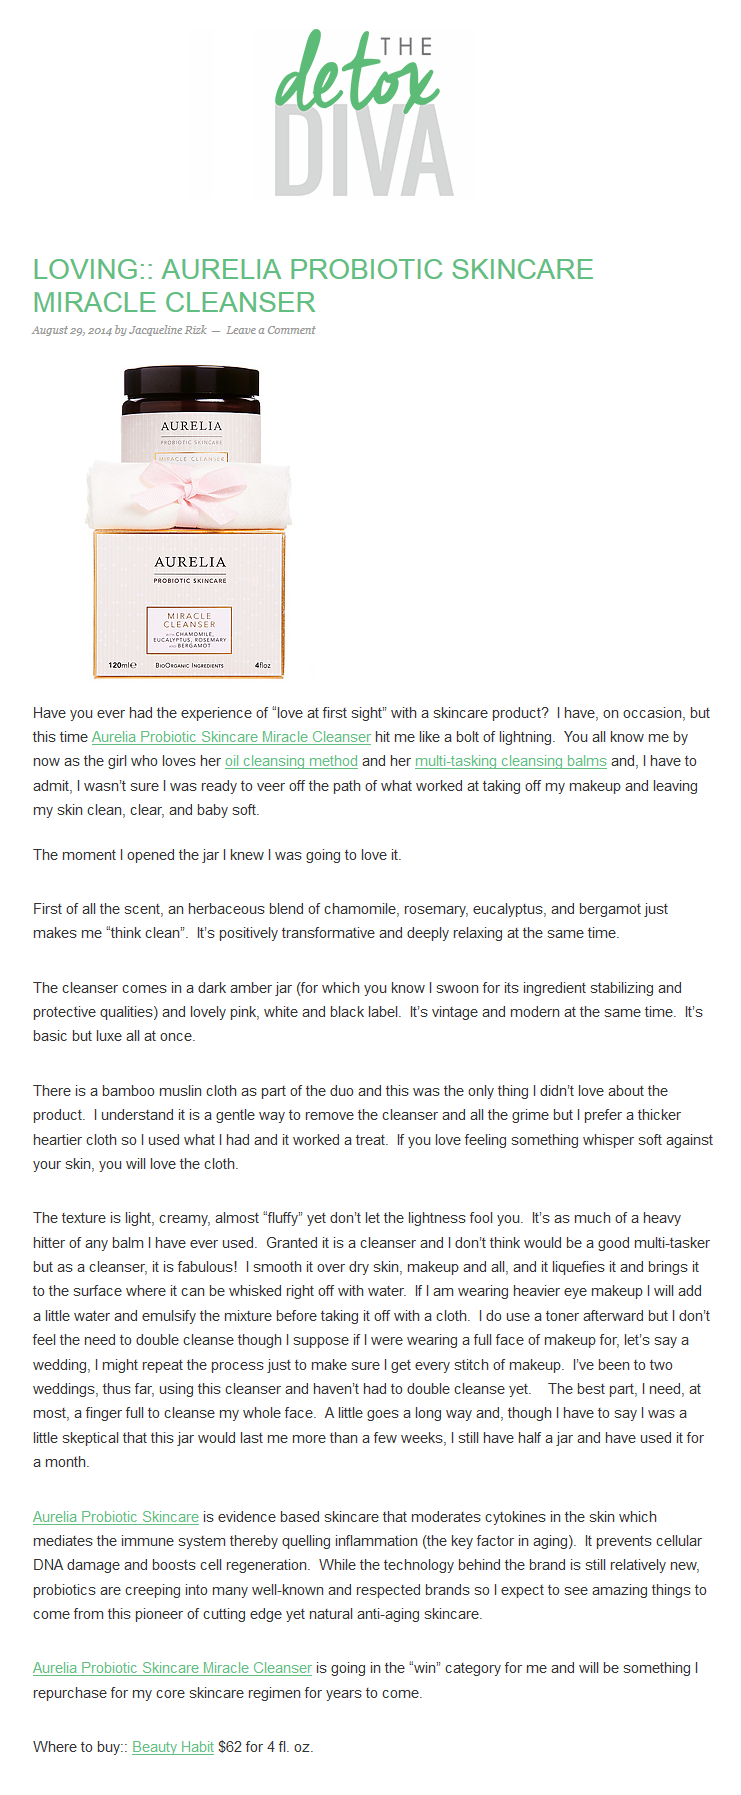 THE
detox
DIVA
LOVING:: AURELIA PROBIOTIC SKINCARE
MIRACLE CLEANSER
August 29, 2014 by Jacqueline Rizk — Leave a Comment
AURELIA
PROBIOTIC SKINCARE
MIRACLE CLEANSER
AURELIA
PROBIOTIC SKINCARE
MIRACLE
CLEANSER
WITH CHAMOMILE,
EUCALYPTUS, ROSEMARY
AND BERGAMOT
120ml℮ BIOORGANIC INGREDIENTS 4floz
Have you ever had the experience of “love at first sight” with a skincare product?  I have, on occasion, but
this time Aurelia Probiotic Skincare Miracle Cleanser hit me like a bolt of lightning.  You all know me by
now as the girl who loves her oil cleansing method and her multi-tasking cleansing balms and, I have to
admit, I wasn’t sure I was ready to veer off the path of what worked at taking off my makeup and leaving
my skin clean, clear, and baby soft.
The moment I opened the jar I knew I was going to love it.
First of all the scent, an herbaceous blend of chamomile, rosemary, eucalyptus, and bergamot just
makes me “think clean”.  It’s positively transformative and deeply relaxing at the same time.
The cleanser comes in a dark amber jar (for which you know I swoon for its ingredient stabilizing and
protective qualities) and lovely pink, white and black label.  It’s vintage and modern at the same time.  It’s
basic but luxe all at once.
There is a bamboo muslin cloth as part of the duo and this was the only thing I didn’t love about the
product.  I understand it is a gentle way to remove the cleanser and all the grime but I prefer a thicker
heartier cloth so I used what I had and it worked a treat.  If you love feeling something whisper soft against
your skin, you will love the cloth.
The texture is light, creamy, almost “fluffy” yet don’t let the lightness fool you.  It’s as much of a heavy
hitter of any balm I have ever used.  Granted it is a cleanser and I don’t think would be a good multi-tasker
but as a cleanser, it is fabulous!  I smooth it over dry skin, makeup and all, and it liquefies it and brings it
to the surface where it can be whisked right off with water.  If I am wearing heavier eye makeup I will add
a little water and emulsify the mixture before taking it off with a cloth.  I do use a toner afterward but I don’t
feel the need to double cleanse though I suppose if I were wearing a full face of makeup for, let’s say a
wedding, I might repeat the process just to make sure I get every stitch of makeup.  I’ve been to two
weddings, thus far, using this cleanser and haven’t had to double cleanse yet.    The best part, I need, at
most, a finger full to cleanse my whole face.  A little goes a long way and, though I have to say I was a
little skeptical that this jar would last me more than a few weeks, I still have half a jar and have used it for
a month.
Aurelia Probiotic Skincare is evidence based skincare that moderates cytokines in the skin which
mediates the immune system thereby quelling inflammation (the key factor in aging).  It prevents cellular
DNA damage and boosts cell regeneration.  While the technology behind the brand is still relatively new,
probiotics are creeping into many well-known and respected brands so I expect to see amazing things to
come from this pioneer of cutting edge yet natural anti-aging skincare.
Aurelia Probiotic Skincare Miracle Cleanser is going in the “win” category for me and will be something I
repurchase for my core skincare regimen for years to come.
Where to buy:: Beauty Habit $62 for 4 fl. oz.